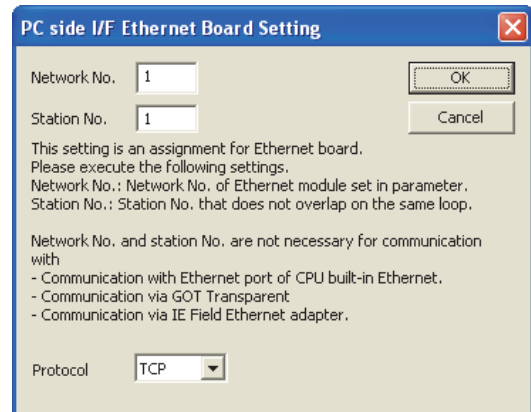 PC side I/F Ethernet Board Setting
Network No. 1
OK
Station No. 1
Cancel
This setting is an assignment for Ethernet board.
Please execute the following settings.
Network No.: Network No. of Ethernet module set in parameter.
Station No.: Station No. that does not overlap on the same loop.
Network No. and station No. are not necessary for communication
with
- Communication with Ethernet port of CPU built-in Ethernet.
- Communication via GOT Transparent
- Communication via IE Field Ethernet adapter.
Protocol TCP